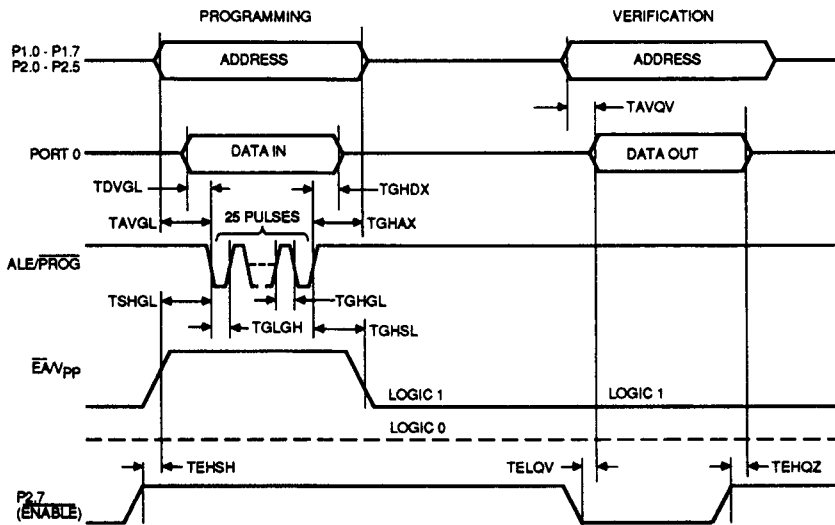 PROGRAMMING
VERIFICATION
P1.0 - P1.7
P2.0 - P2.5
ADDRESS
ADDRESS
TAVQV
PORT 0
DATA IN
DATA OUT
TDVGL
TGHDX
TAVGL
25 PULSES
TGHAX
ALE/PROG
TSHGL
TGHGL
TGLGH
TGHSL
EA/VPP
LOGIC 1
LOGIC 1
LOGIC 0
TEHSH
TELQV
TEHQZ
P2.7
(ENABLE)